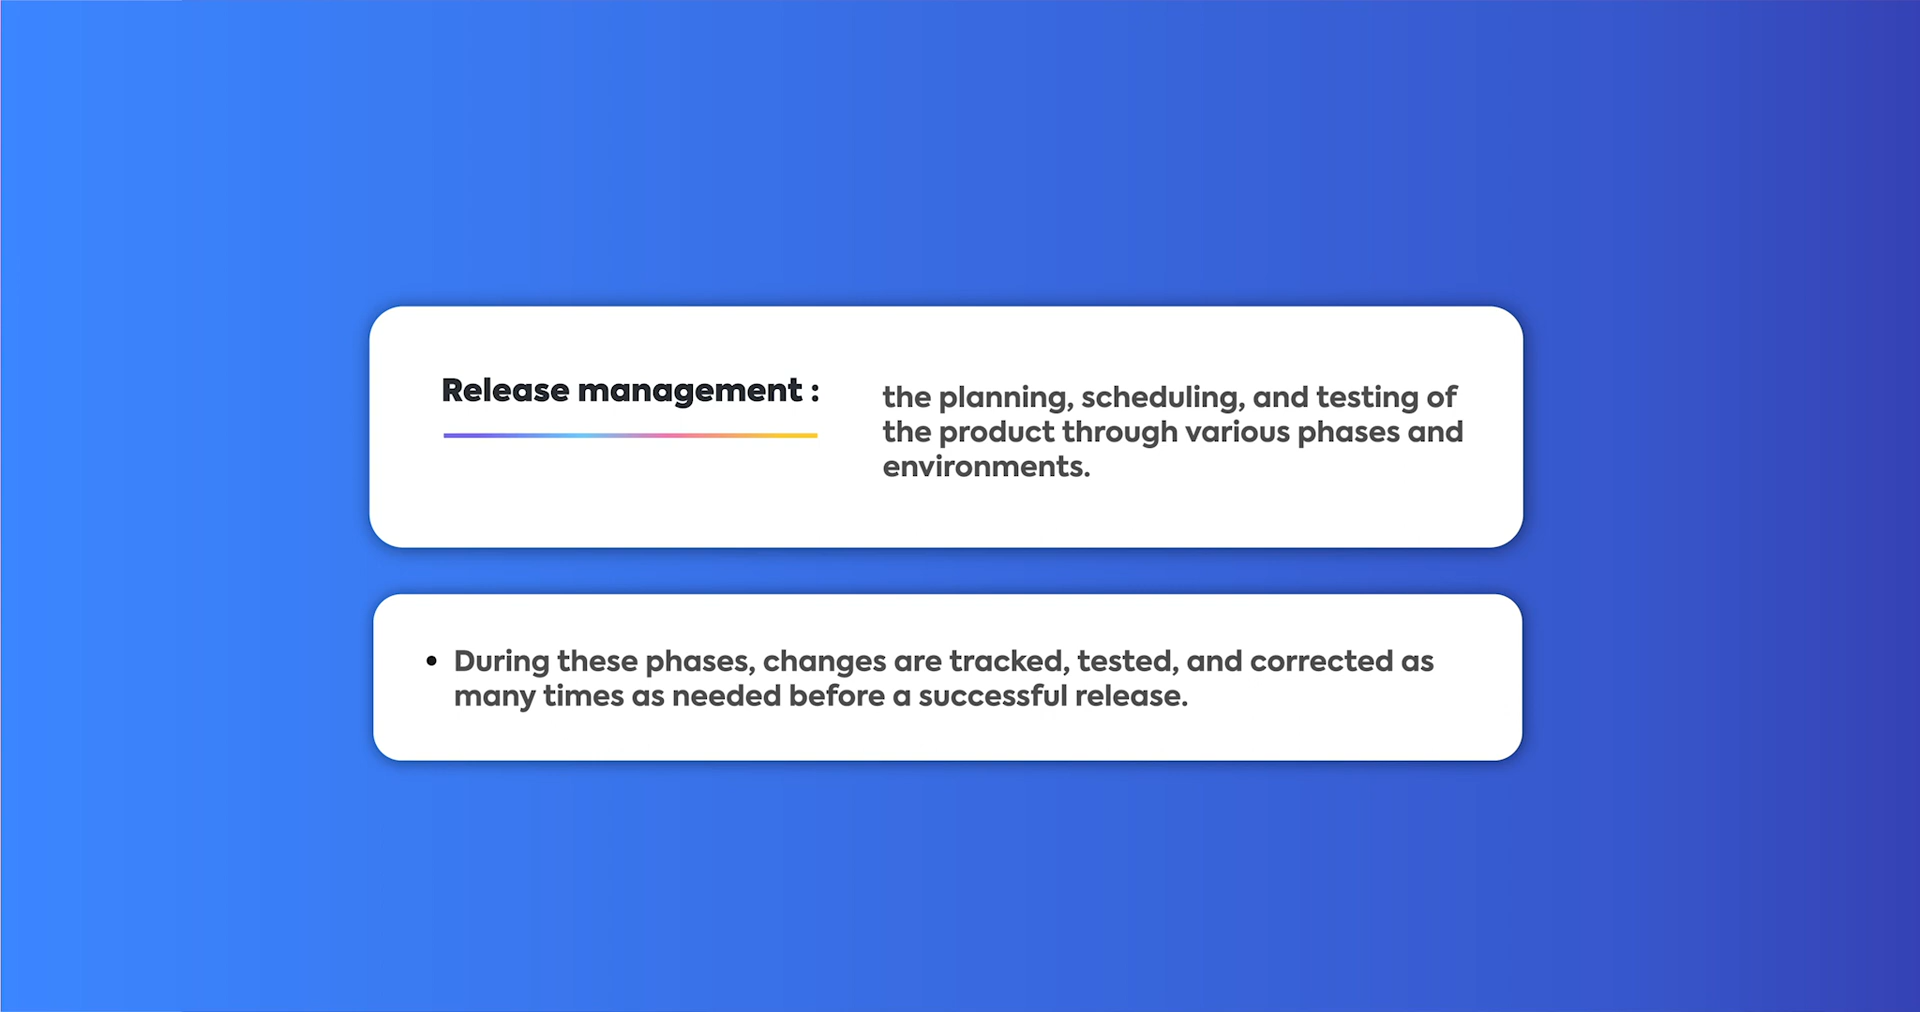 Release management :
the planning, scheduling, and testing of
the product through various phases and
environments.
• During these phases, changes are tracked, tested, and corrected as
many times as needed before a successful release.